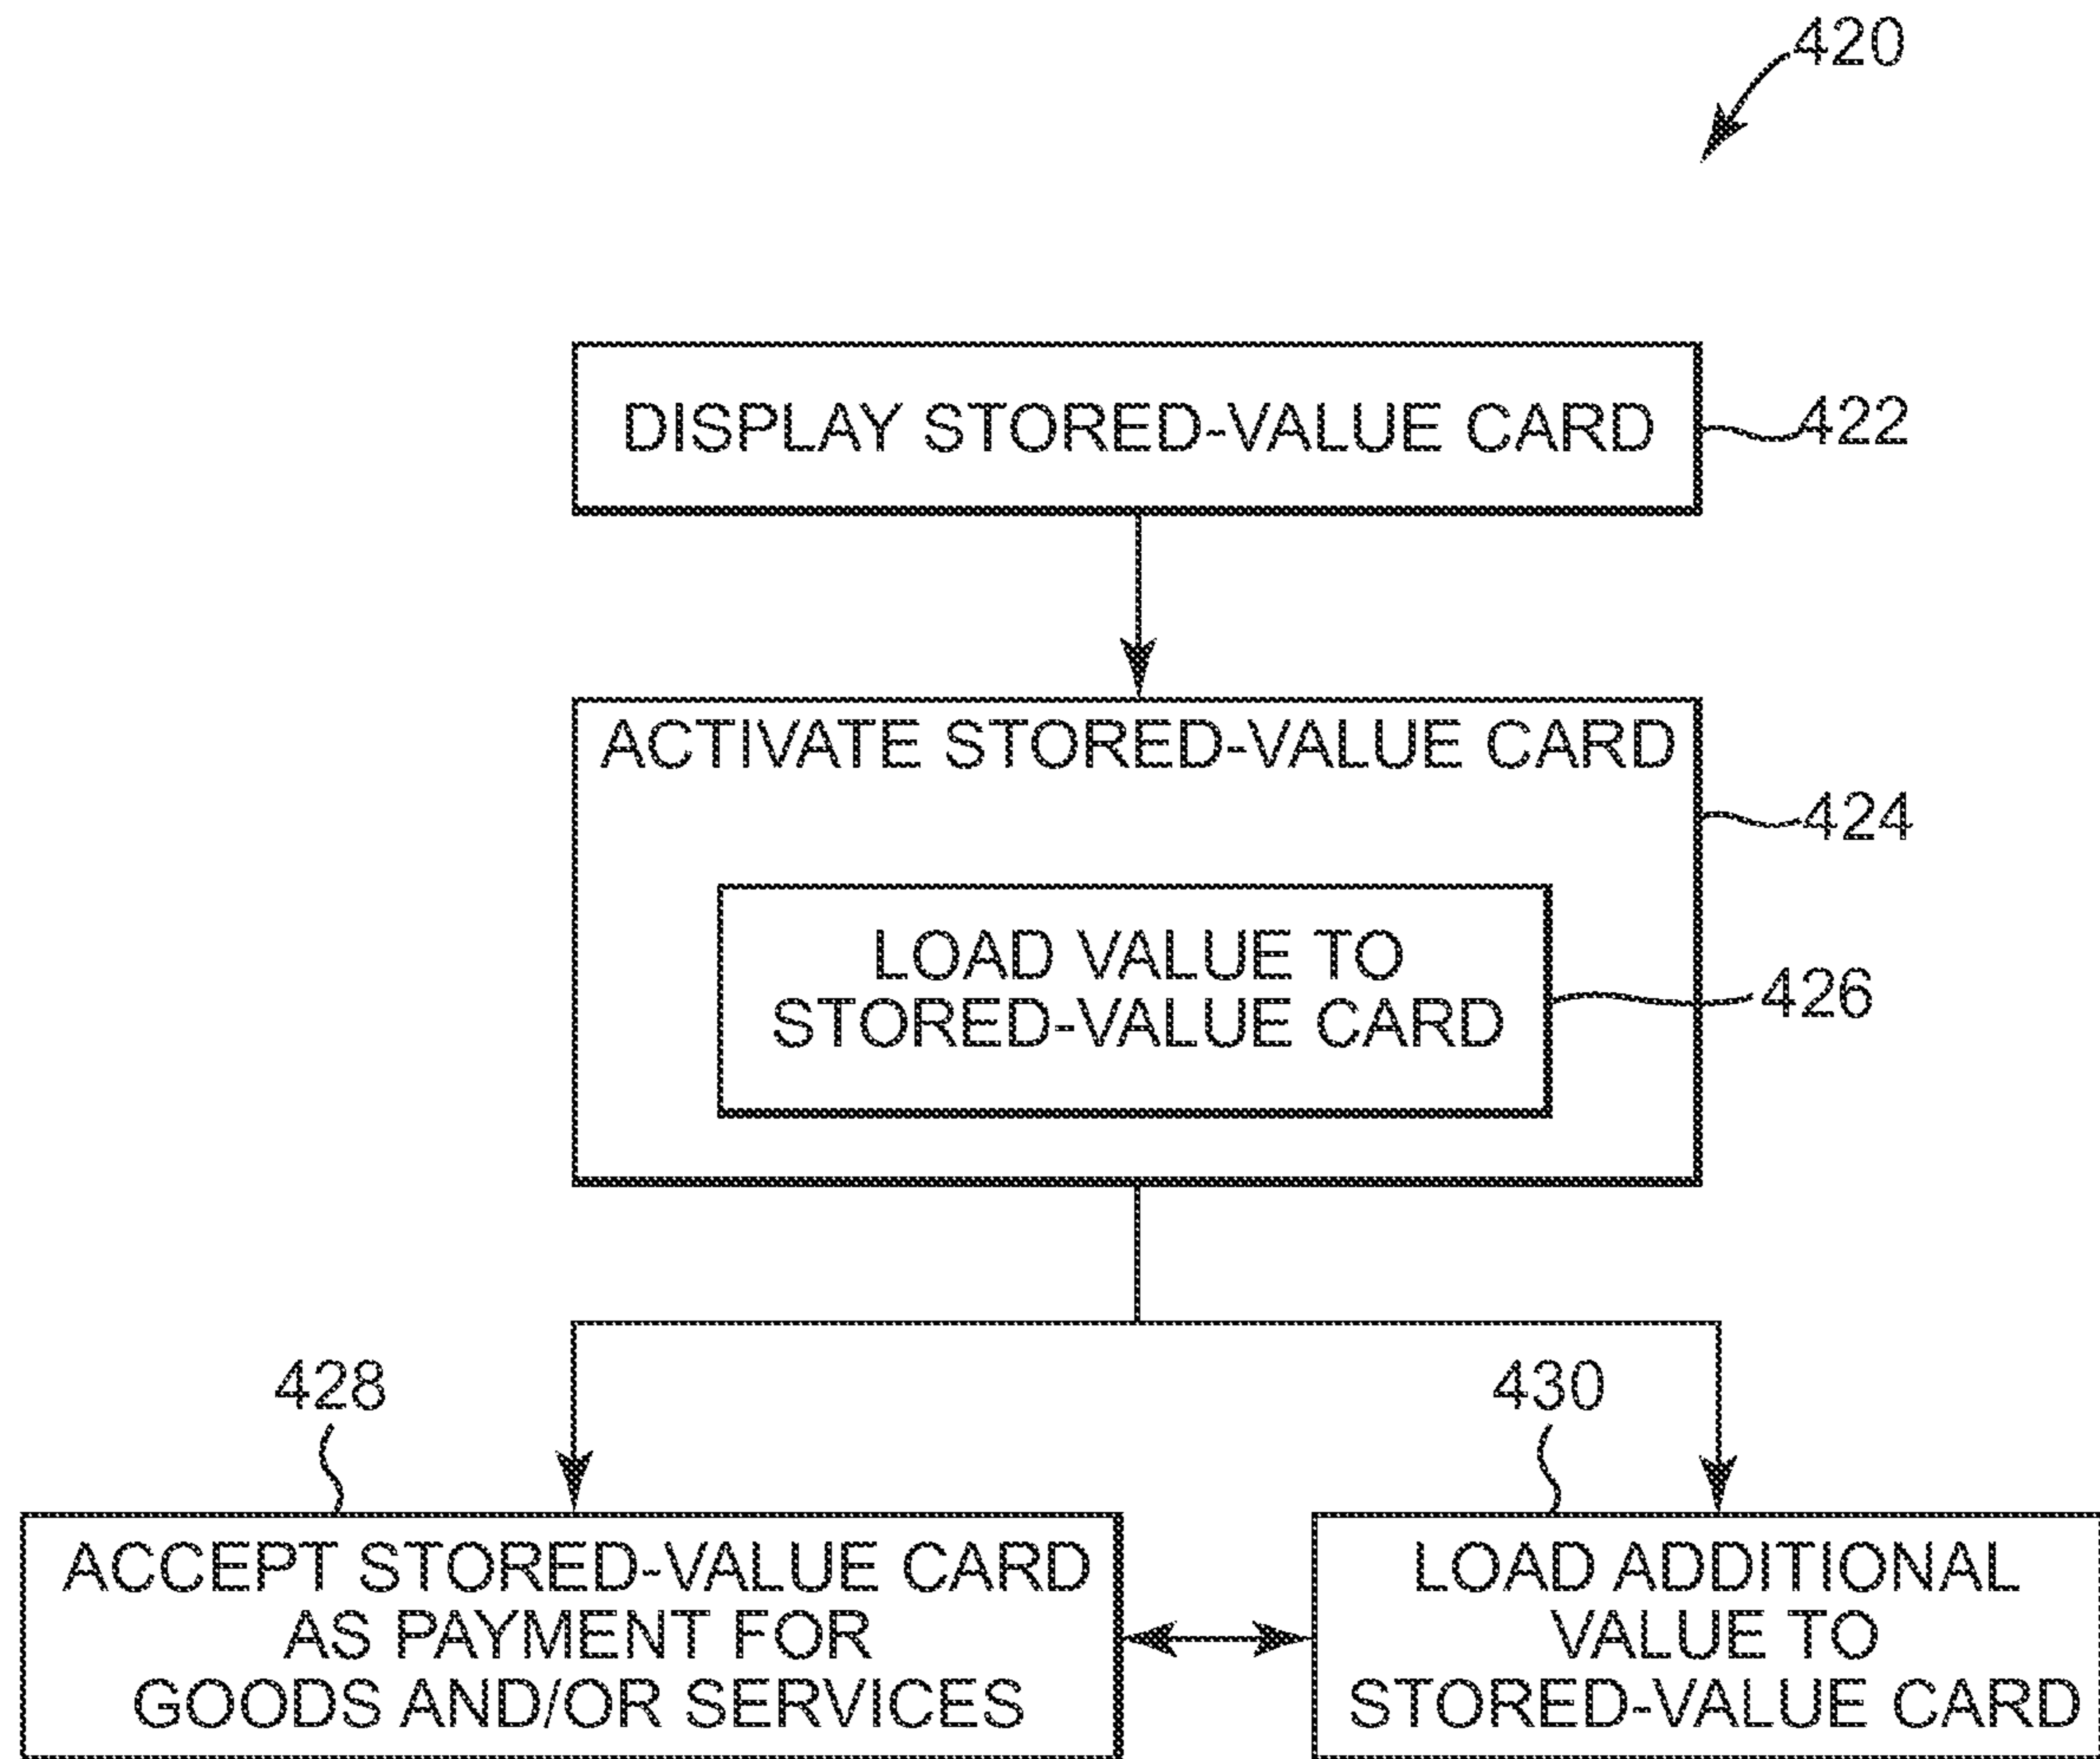 420
DISPLAY STORED-VALUE CARD
422
ACTIVATE STORED-VALUE CARD
424
LOAD VALUE TO
STORED-VALUE CARD
426
428
430
ACCEPT STORED-VALUE CARD
AS PAYMENT FOR
GOODS AND/OR SERVICES
LOAD ADDITIONAL
VALUE TO
STORED-VALUE CARD